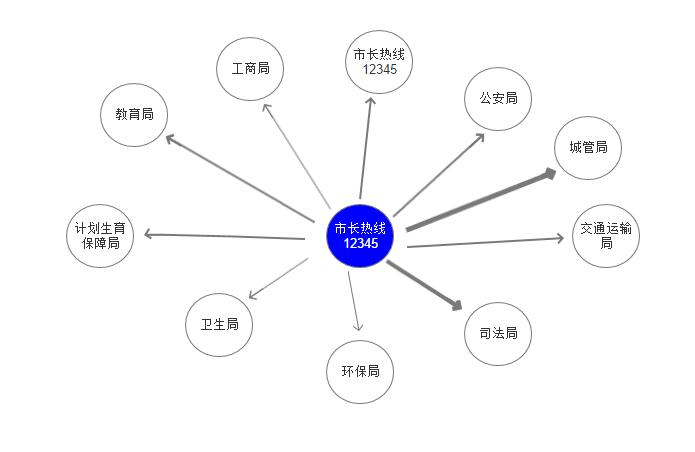 市长热线
12345
工商局
公安局
教育局
城管局
计划生育
保障局
市长热线
12345
交通运输
局
卫生局
司法局
环保局